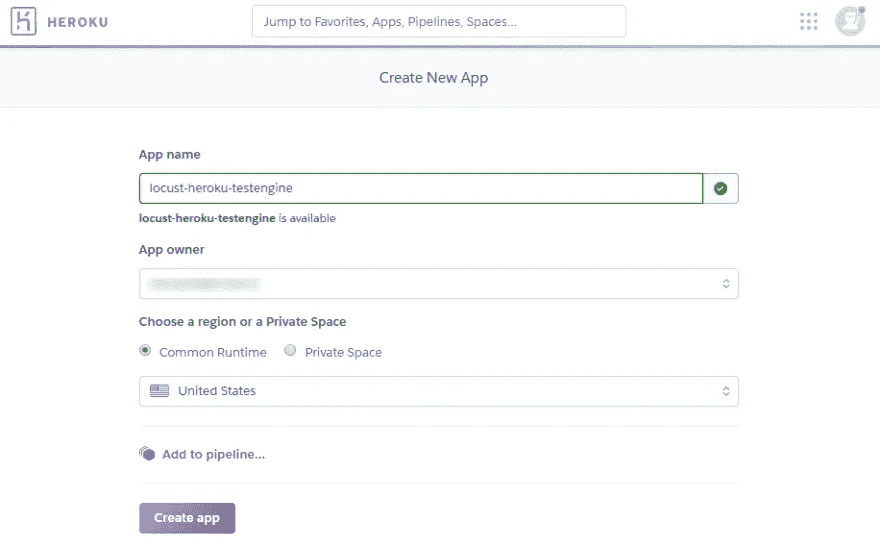 HEROKU
Jump to Favorites, Apps, Pipelines, Spaces...
Create New App
App name
locust-heroku-testengine
locust-heroku-testengine is available
App owner
Choose a region or a Private Space
Common Runtime Private Space
United States
Add to pipeline...
Create app